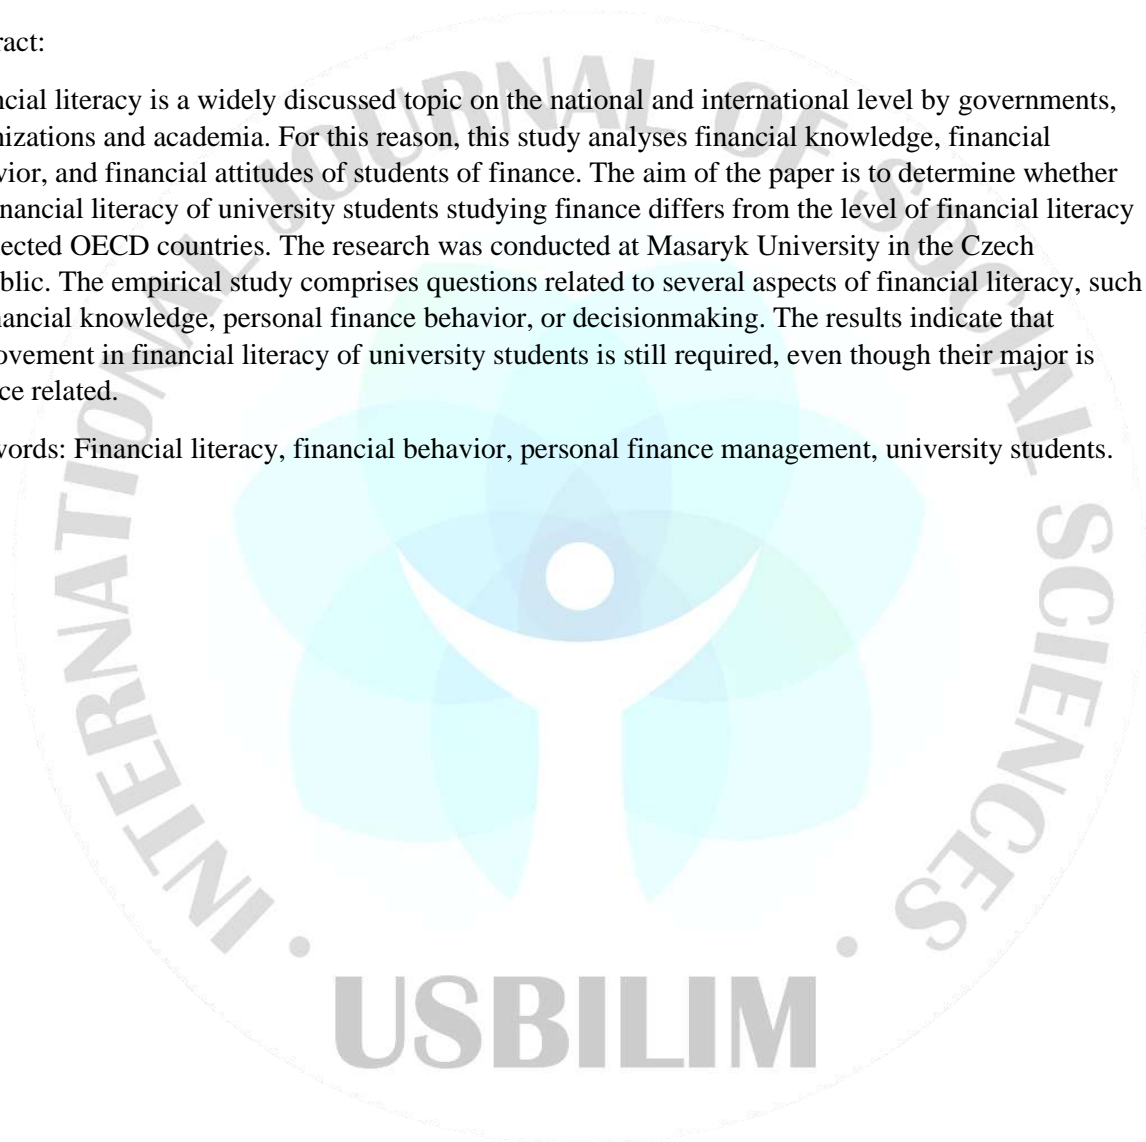 ract:
ncial literacy is a widely discussed topic on the national and international level by governments,
nizations and academia. For this reason, this study analyses financial knowledge, financial
vior, and financial attitudes of students of finance. The aim of the paper is to determine whether
inancial literacy of university students studying finance differs from the level of financial literacy
lected OECD countries. The research was conducted at Masaryk University in the Czech
blic. The empirical study comprises questions related to several aspects of financial literacy, such
nancial knowledge, personal finance behavior, or decisionmaking. The results indicate that
ovement in financial literacy of university students is still required, even though their major is
ce related.
words: Financial literacy, financial behavior, personal finance management, university students.
INTERNATIONAL JOURNAL OF SOCIAL SCIENCES
USBILIM